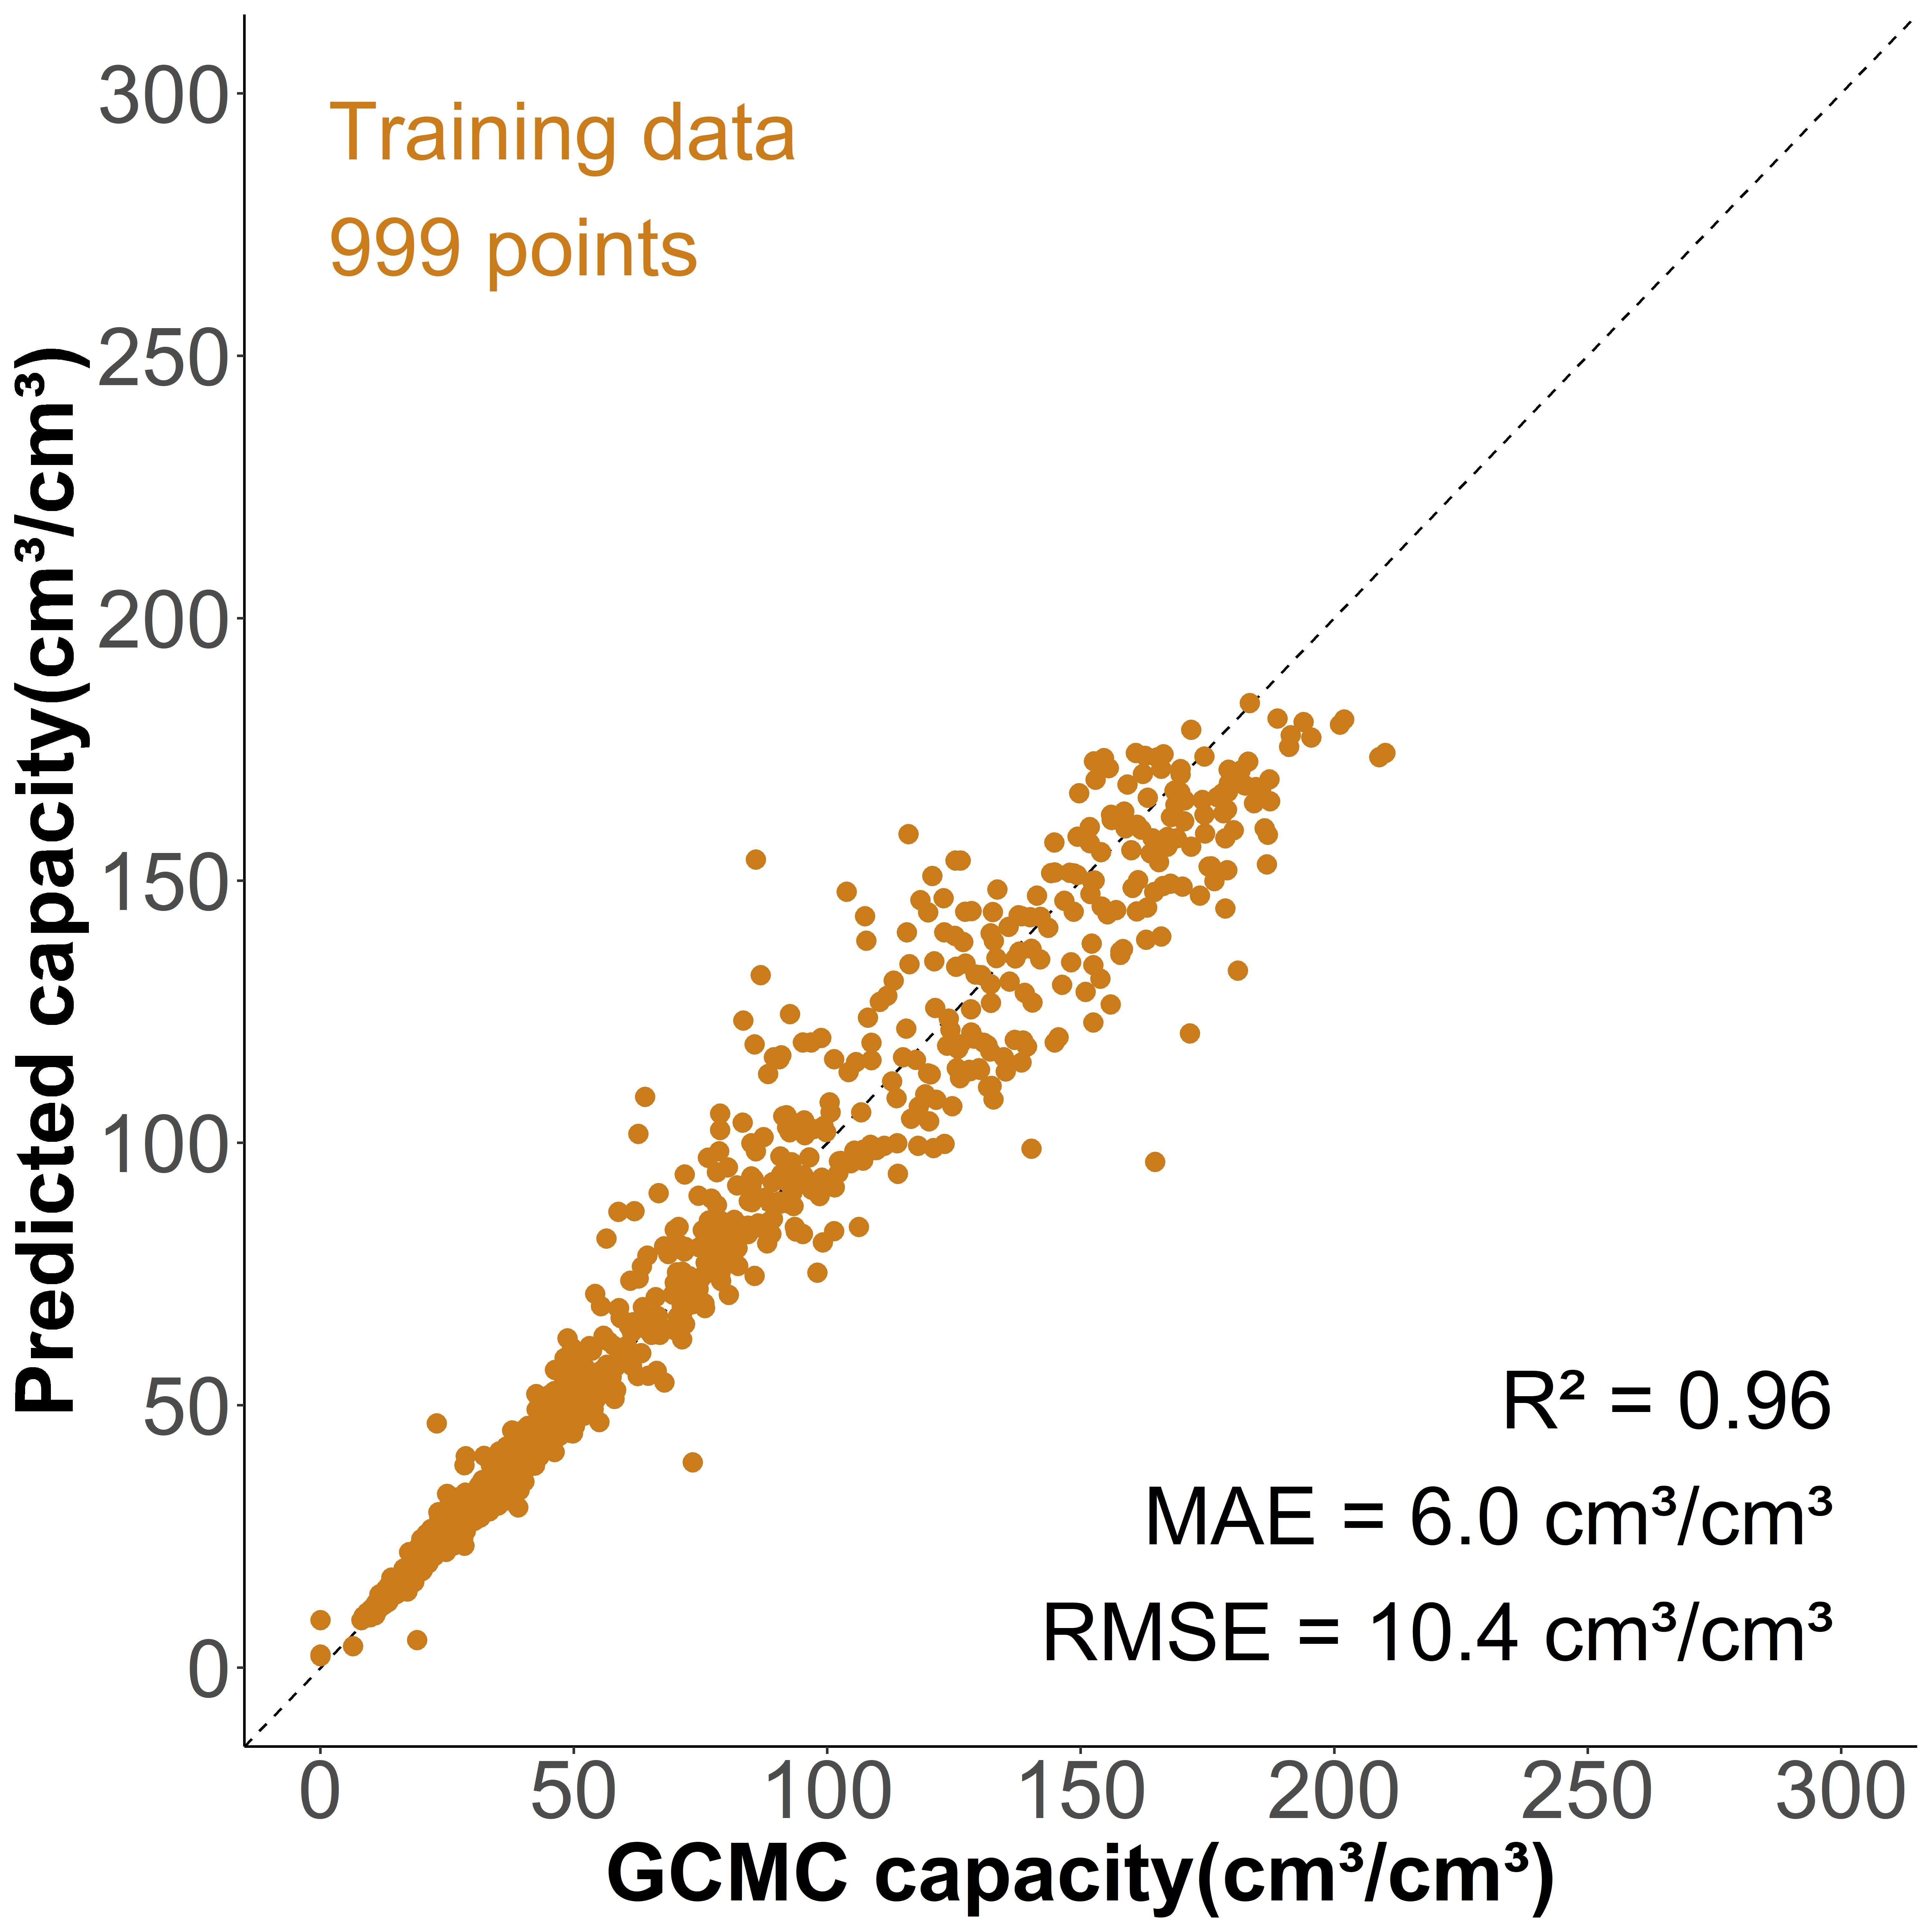 Training data
999 points
300
250
200
150
100
50
0
Predicted capacity(cm³/cm³)
R² = 0.96
MAE = 6.0 cm³/cm³
RMSE = 10.4 cm³/cm³
0 50 100 150 200 250 300
GCMC capacity(cm³/cm³)